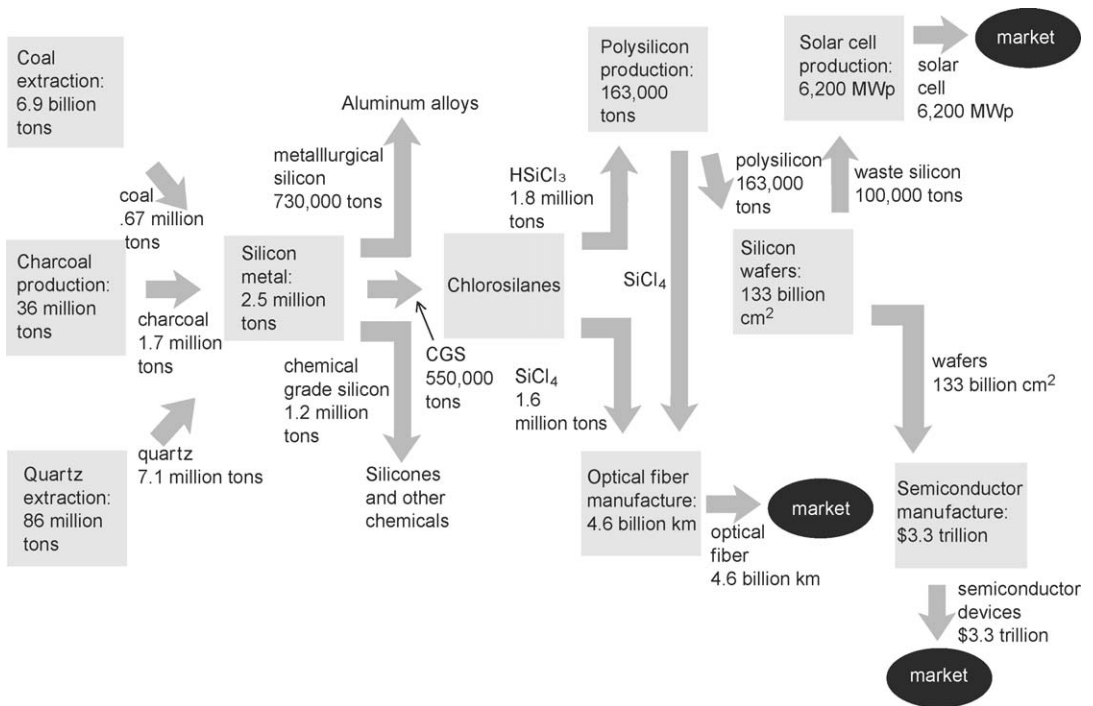 Coal
extraction:
6.9 billion
tons
coal
.67 million
tons
Charcoal
production:
36 million
tons
charcoal
1.7 million
tons
Quartz
extraction:
86 million
tons
quartz
7.1 million tons
Silicon
metal:
2.5 million
tons
Aluminum alloys
metalllurgical
silicon
730,000 tons
chemical
grade silicon
1.2 million
tons
Silicones
and other
chemicals
CGS
550,000
tons
Chlorosilanes
HSiCl₃
1.8 million
tons
SiCl₄
1.6
million tons
Polysilicon
production:
163,000
tons
SiCl₄
polysilicon
163,000
tons
Optical fiber
manufacture:
4.6 billion km
optical
fiber
4.6 billion km
market
Silicon
wafers:
133 billion
cm²
waste silicon
100,000 tons
Solar cell
production:
6,200 MWp
solar
cell
6,200 MWp
market
wafers
133 billion cm²
Semiconductor
manufacture:
$3.3 trillion
semiconductor
devices
$3.3 trillion
market